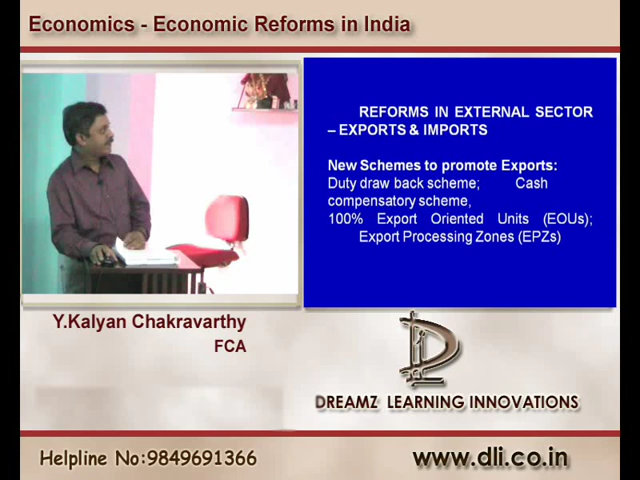 Economics - Economic Reforms in India
REFORMS IN EXTERNAL SECTOR
– EXPORTS & IMPORTS
New Schemes to promote Exports:
Duty draw back scheme; Cash
compensatory scheme,
100% Export Oriented Units (EOUs);
Export Processing Zones (EPZs)
Y.Kalyan Chakravarthy
FCA
DREAMZ LEARNING INNOVATIONS
Helpline No:9849691366
www.dli.co.in